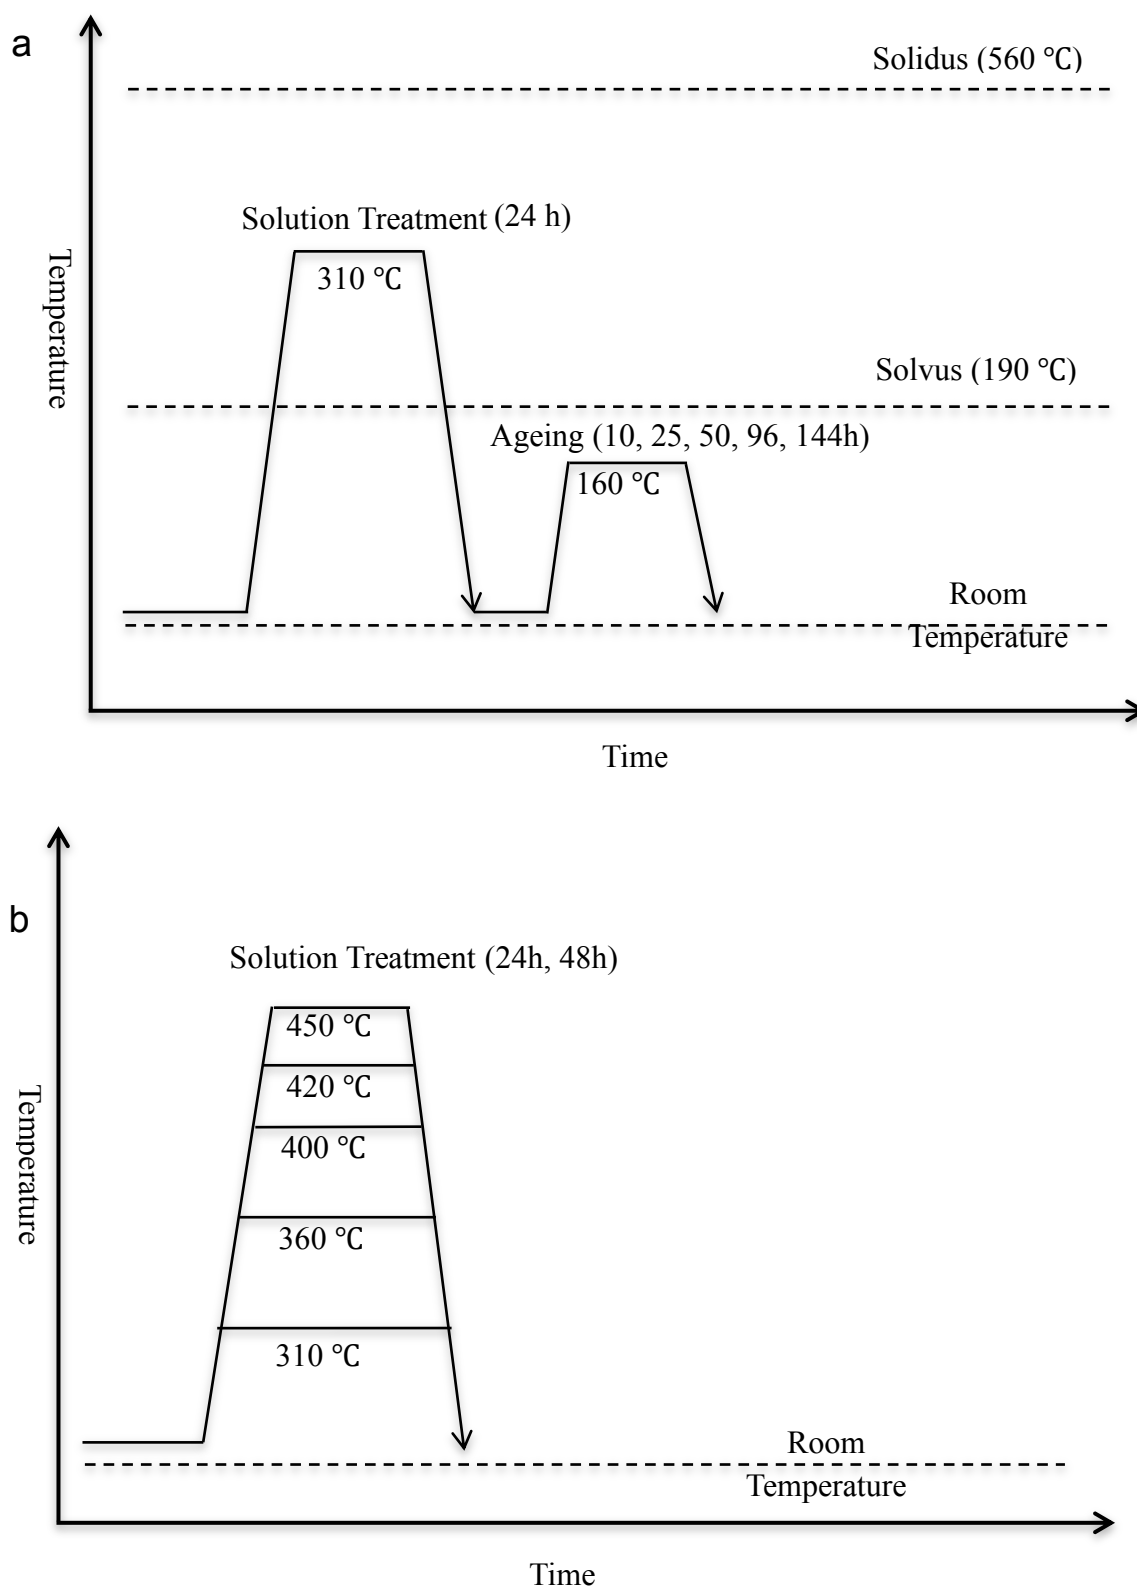 a
Solidus (560 ℃)
Solution Treatment (24 h)
310 ℃
Temperature
Solvus (190 ℃)
Ageing (10, 25, 50, 96, 144h)
160 ℃
Room
Temperature
Time
b
Solution Treatment (24h, 48h)
450 ℃
420 ℃
400 ℃
360 ℃
310 ℃
Temperature
Room
Temperature
Time